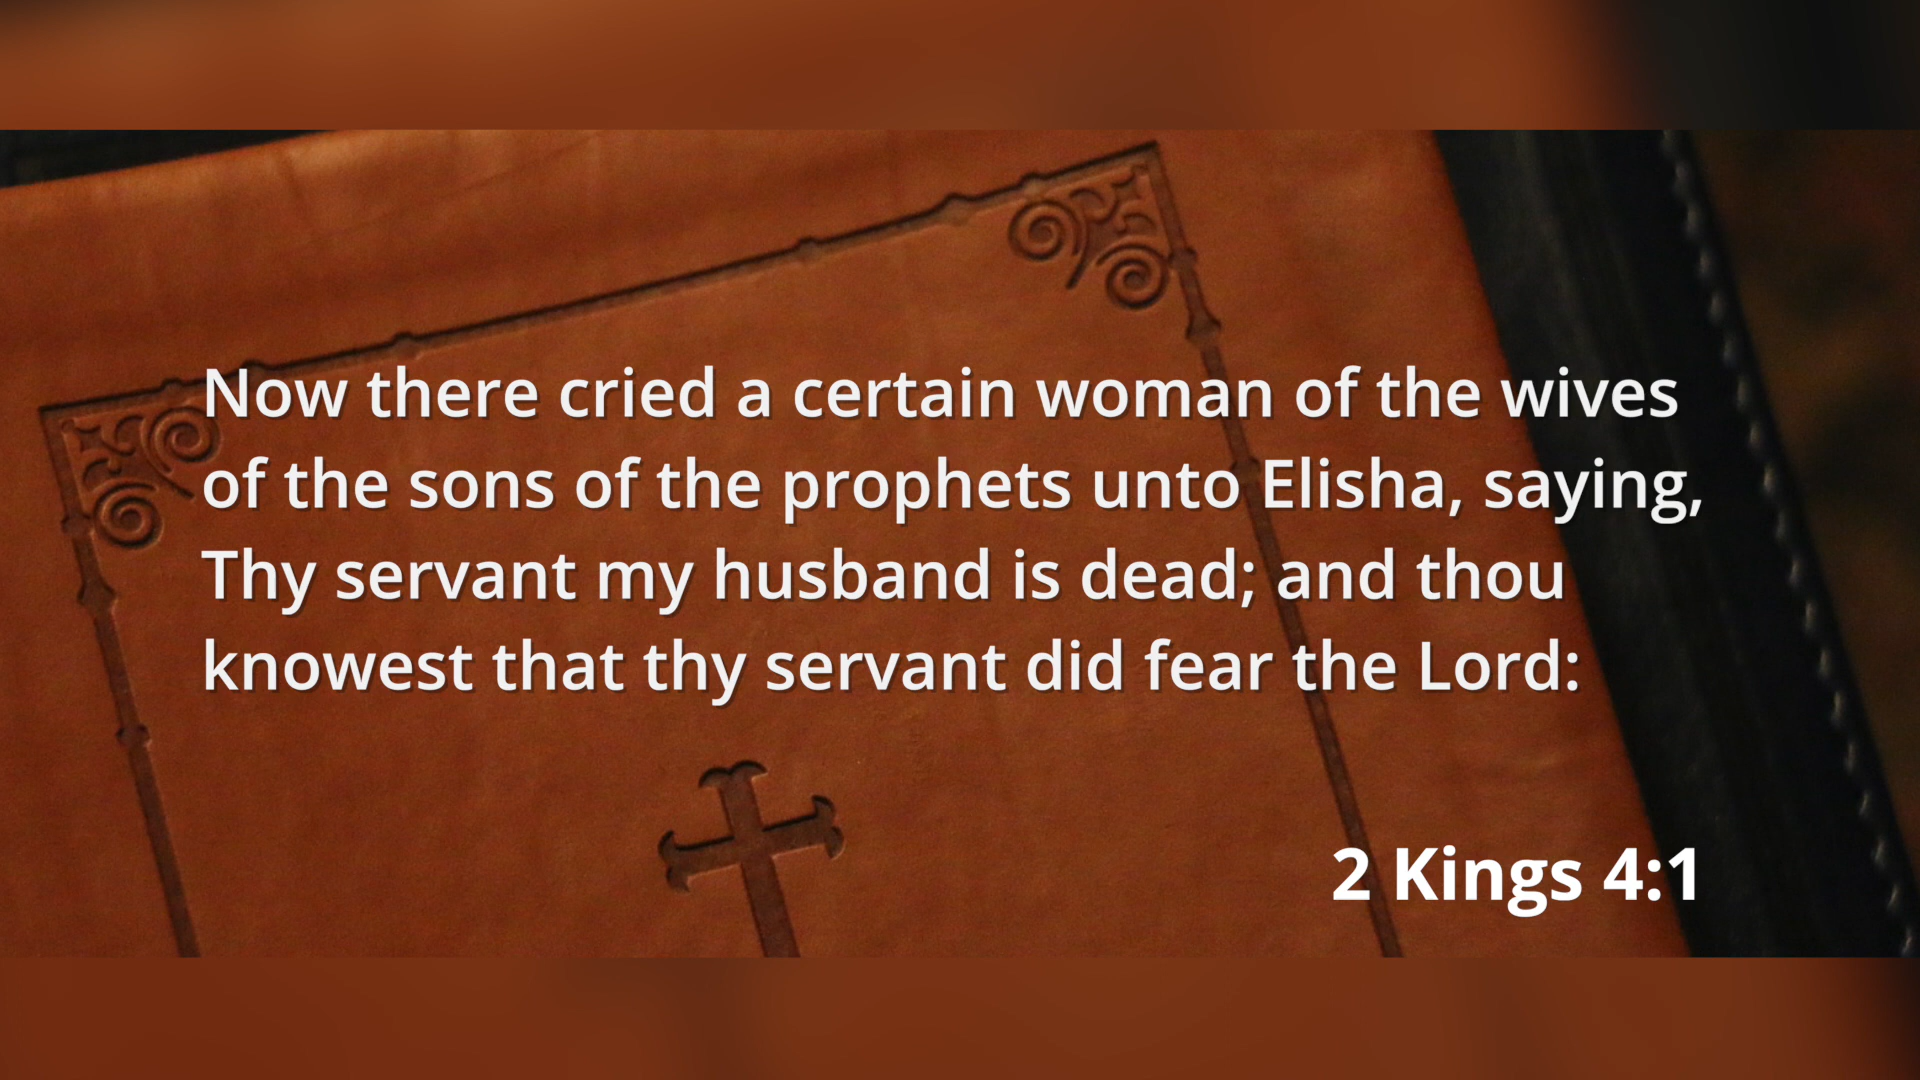 Now there cried a certain woman of the wives
of the sons of the prophets unto Elisha, saying,
Thy servant my husband is dead; and thou
knowest that thy servant did fear the Lord:
2 Kings 4:1